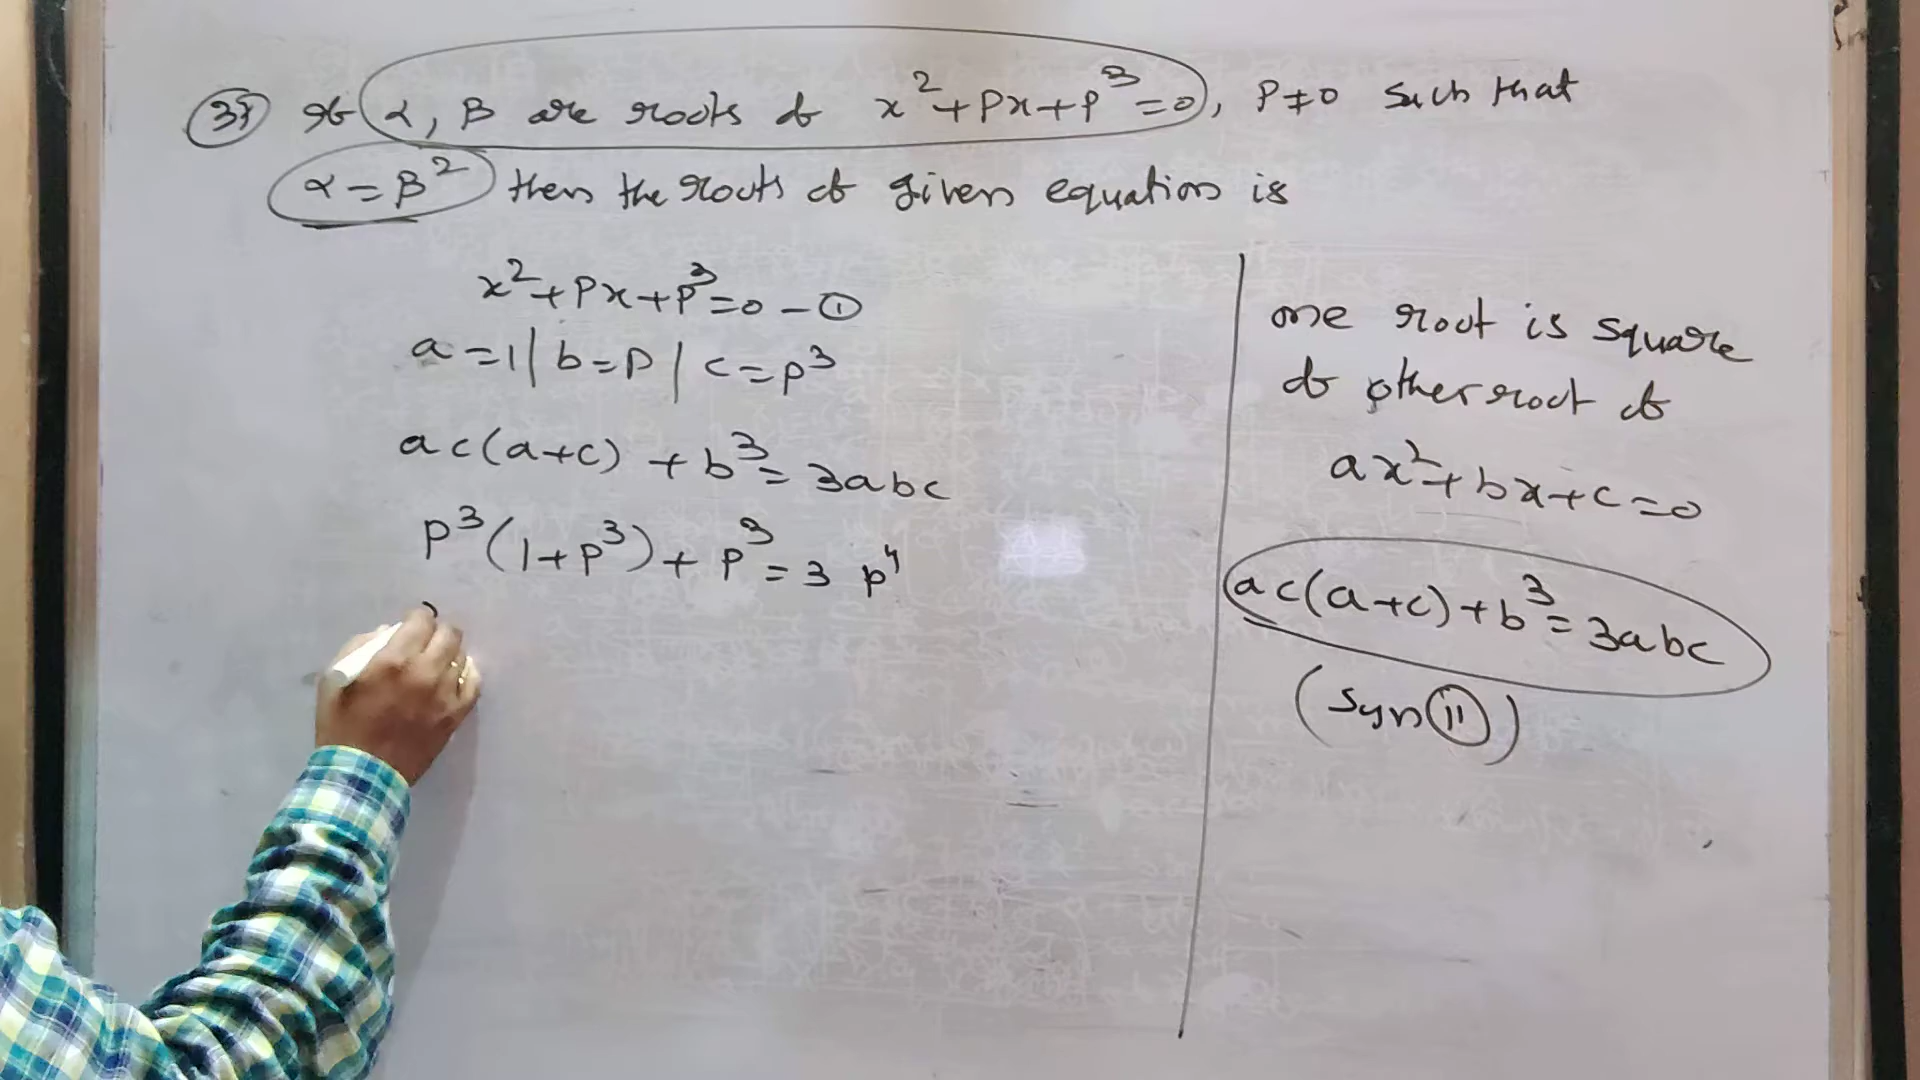 37 If α, β are roots of x²+Px+P³=0, P≠0 such that
α=β² then the roots of given equation is
x²+Px+P³=0 - ①
a=1 | b=P | c=P³
ac(a+c) + b³ = 3abc
P³(1+P³) + P³ = 3 P⁴
one root is square
of other root of
ax²+bx+c=0
ac(a+c)+b³=3abc
(Syn ⑪)